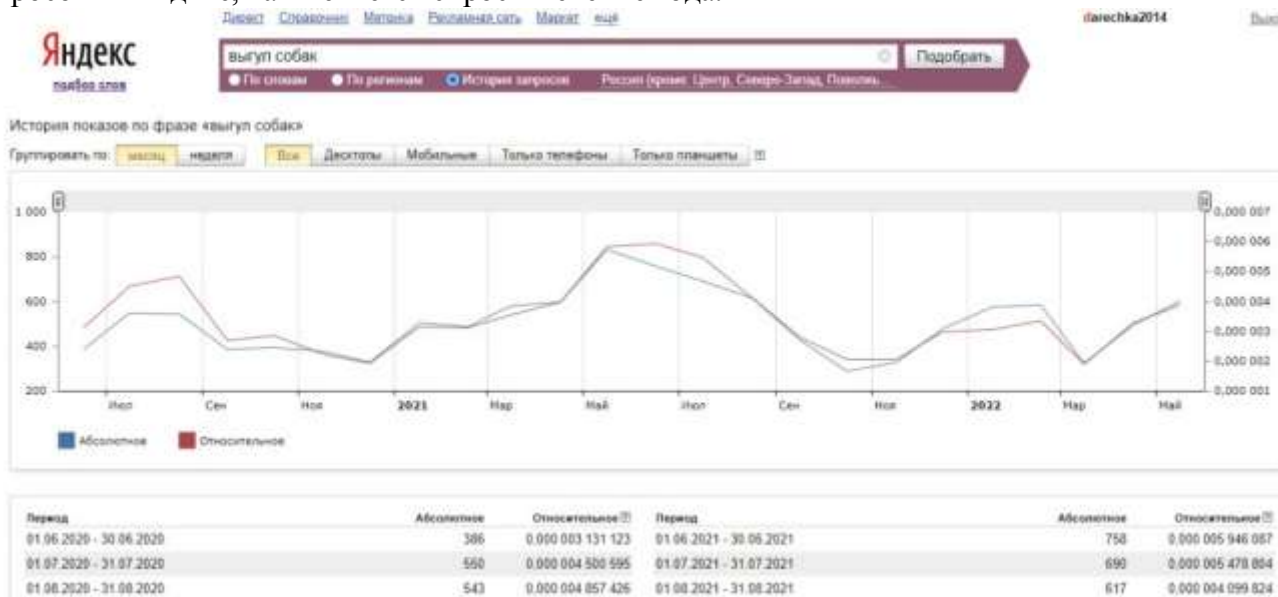 Директ Справочник Метрика Рекламная сеть Маркет ещё darechka2014
Яндекс
подбор слов
выгул собак Подобрать
По словам По регионам История запросов Россия (кроме: Центр, Северо-Запад,
История показов по фразе «выгул собак»
Группировать по: месяц неделя Все Десктопы Мобильные Только телефоны Только планшеты
1 000 0,000 007
0,000 006
800
0,000 005
600 0,000 004
0,000 003
400
0,000 002
200 0,000 001
Июл Сен Ноя 2021 Мар Май Июл Сен Ноя 2022 Мар Май
Абсолютное Относительное
Период Абсолютное Относительное Период Абсолютное Относительное
01.06.2020 - 30.06.2020 386 0,000 003 131 123 01.06.2021 - 30.06.2021 758 0,000 005 946 087
01.07.2020 - 31.07.2020 550 0,000 004 500 595 01.07.2021 - 31.07.2021 690 0,000 005 478 804
01.08.2020 - 31.08.2020 543 0,000 004 857 426 01.08.2021 - 31.08.2021 617 0,000 004 099 824